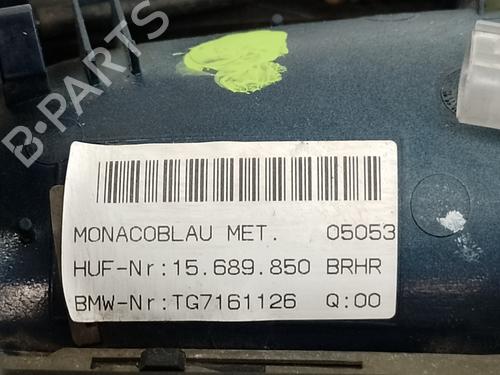 B-PARTS
MONACOBLAU MET. 05053
HUF-Nr:15.689.850 BRHR
BMW-Nr:TG7161126 Q:00